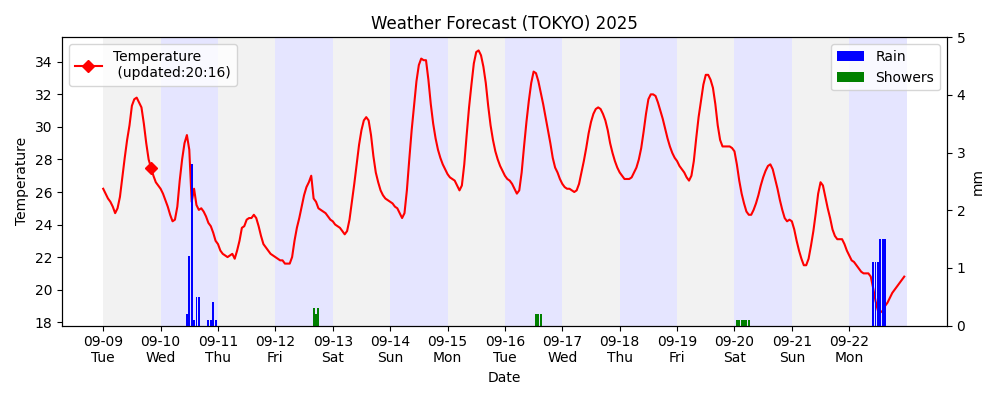 Weather Forecast (TOKYO) 2025
Temperature
(updated:20:16)
Rain
Showers
Temperature
34
32
30
28
26
24
22
20
18
5
4
3
2
1
0
mm
09-09 09-10 09-11 09-12 09-13 09-14 09-15 09-16 09-17 09-18 09-19 09-20 09-21 09-22
Tue Wed Thu Fri Sat Sun Mon Tue Wed Thu Fri Sat Sun Mon
Date